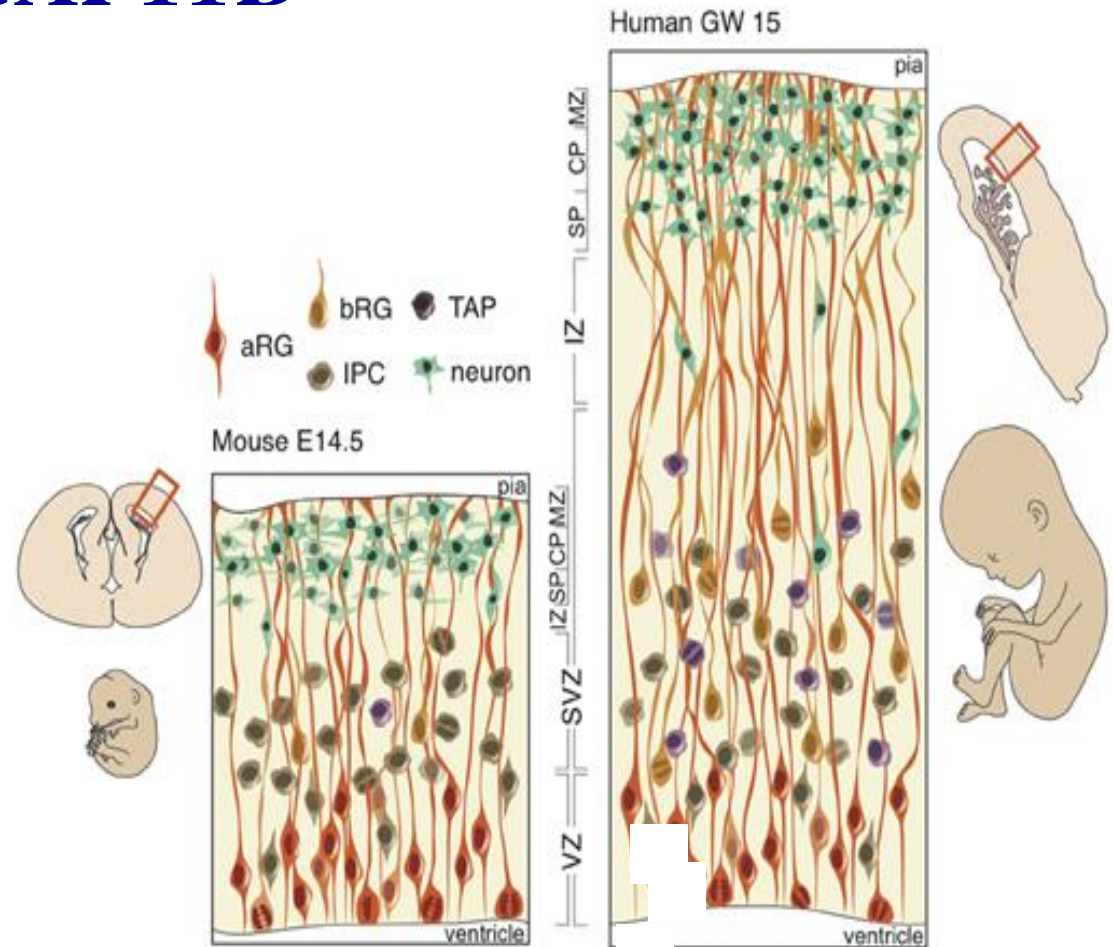 Human GW 15
pia
MZ
CP
SP
IZ
bRG
TAP
aRG
IPC
neuron
Mouse E14.5
pia
MZ
CP
SP
IZ
SVZ
VZ
ventricle
ventricle